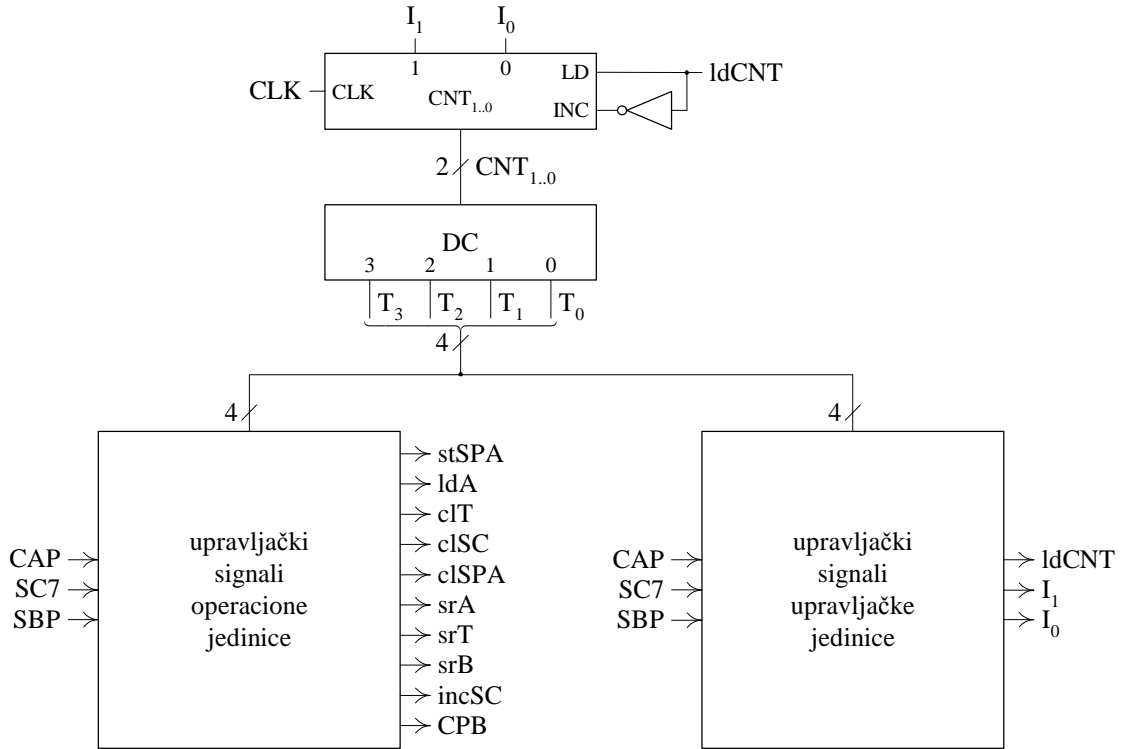 I₁ I₀
1 0 LD ldCNT
CLK CLK CNT₁..₀ INC
2 CNT₁..₀
DC
3 2 1 0
T₃ T₂ T₁ T₀
4
4 4
stSPA
ldA
clT
clSC
clSPA
srA
srT
srB
incSC
CPB
CAP
SC7
SBP
upravljački
signali
operacione
jedinice
CAP
SC7
SBP
upravljački
signali
upravljačke
jedinice
ldCNT
I₁
I₀